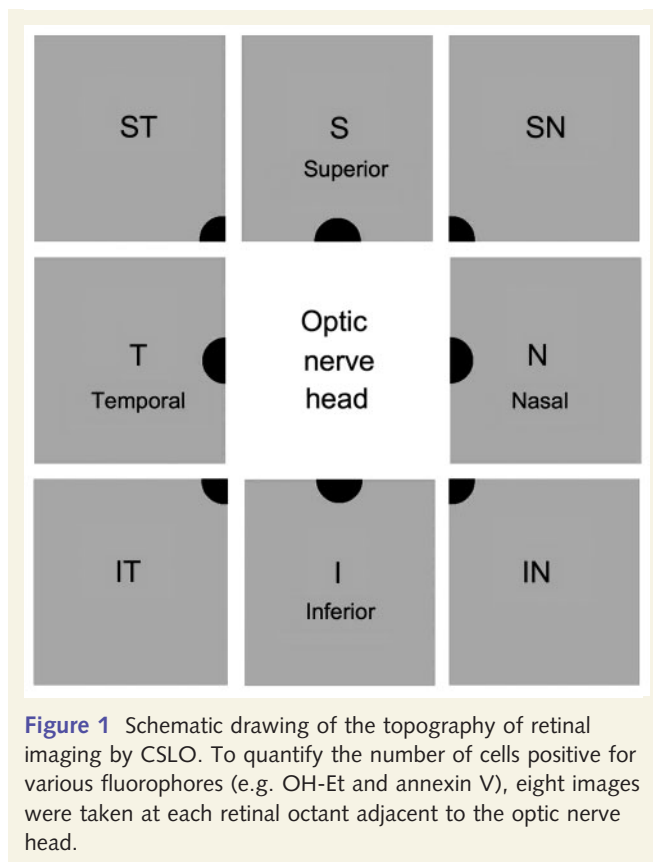 ST
S
Superior
SN
T
Temporal
Optic
nerve
head
N
Nasal
IT
I
Inferior
IN
Figure 1 Schematic drawing of the topography of retinal
imaging by CSLO. To quantify the number of cells positive for
various fluorophores (e.g. OH-Et and annexin V), eight images
were taken at each retinal octant adjacent to the optic nerve
head.